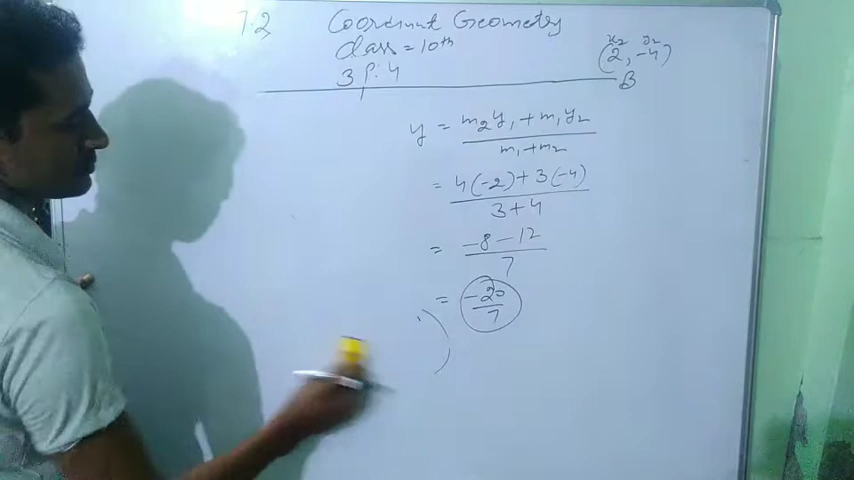 7.2 Coordinat Geometry
Class = 10th
3 P: 4
x2 y2
(2, -4)
B
y = m2y1 + m1y2 / m1+m2
= 4(-2) + 3(-4) / 3+4
= -8-12 / 7
= -20 / 7